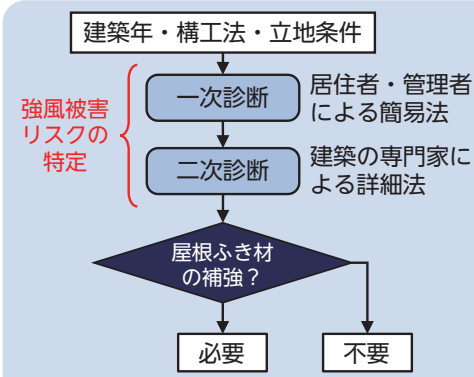 建築年・構工法・立地条件
強風被害
リスクの
特定
一次診断
居住者・管理者
による簡易法
二次診断
建築の専門家に
よる詳細法
屋根ふき材
の補強？
必要
不要